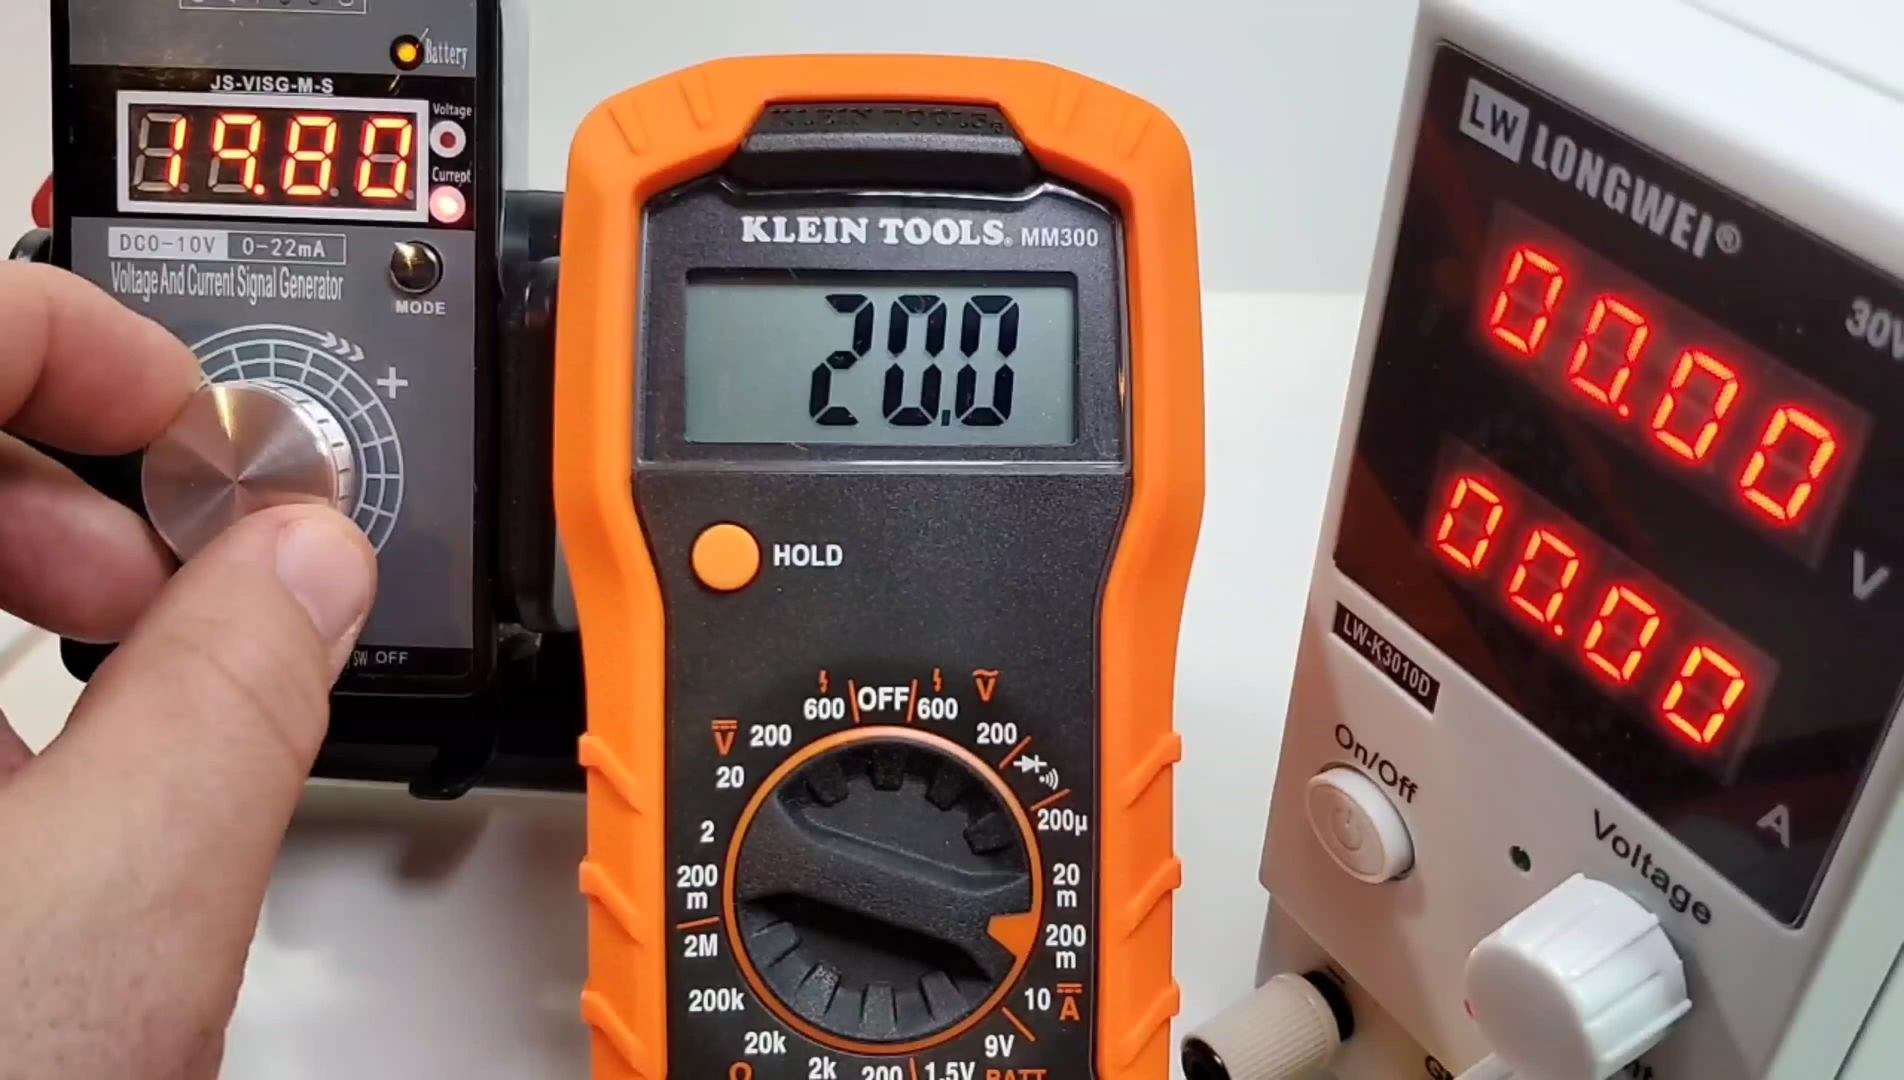 Battery
JS-VISG-M-S
19.80
Voltage
Current
DC0-10V 0-22mA
Voltage And Current Signal Generator
MODE
+
SW OFF
KLEIN TOOLS®
KLEIN TOOLS® MM300
20.0
HOLD
600 OFF 600
V 200
200
20
2
200
m
2M
200k
20k
2k
200
Ω
200µ
20
m
200
m
10 A
9V
1.5V BATT
LW LONGWEI®
30V
00.00
V
00.00
A
LW-K3010D
On/Off
Voltage